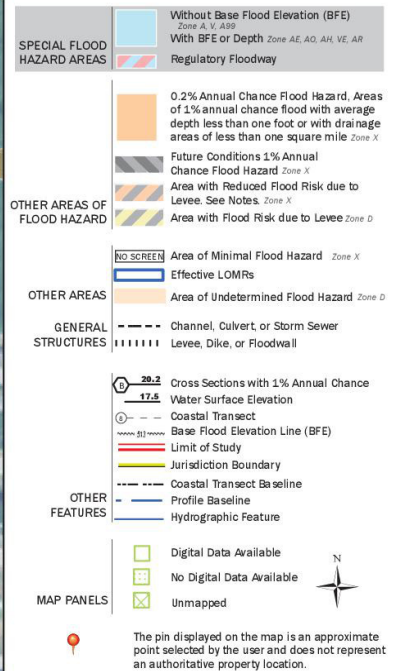 SPECIAL FLOOD
HAZARD AREAS
Without Base Flood Elevation (BFE)
Zone A, V, A99
With BFE or Depth Zone AE, AO, AH, VE, AR
Regulatory Floodway
OTHER AREAS OF
FLOOD HAZARD
0.2% Annual Chance Flood Hazard, Areas
of 1% annual chance flood with average
depth less than one foot or with drainage
areas of less than one square mile Zone X
Future Conditions 1% Annual
Chance Flood Hazard Zone X
Area with Reduced Flood Risk due to
Levee. See Notes. Zone X
Area with Flood Risk due to Levee Zone D
OTHER AREAS
NO SCREEN Area of Minimal Flood Hazard Zone X
Effective LOMRs
Area of Undetermined Flood Hazard Zone D
GENERAL
STRUCTURES
Channel, Culvert, or Storm Sewer
Levee, Dike, or Floodwall
OTHER
FEATURES
B 20.2 Cross Sections with 1% Annual Chance
17.5 Water Surface Elevation
8 Coastal Transect
513 Base Flood Elevation Line (BFE)
Limit of Study
Jurisdiction Boundary
Coastal Transect Baseline
Profile Baseline
Hydrographic Feature
MAP PANELS
Digital Data Available
No Digital Data Available
Unmapped
N
The pin displayed on the map is an approximate
point selected by the user and does not represent
an authoritative property location.